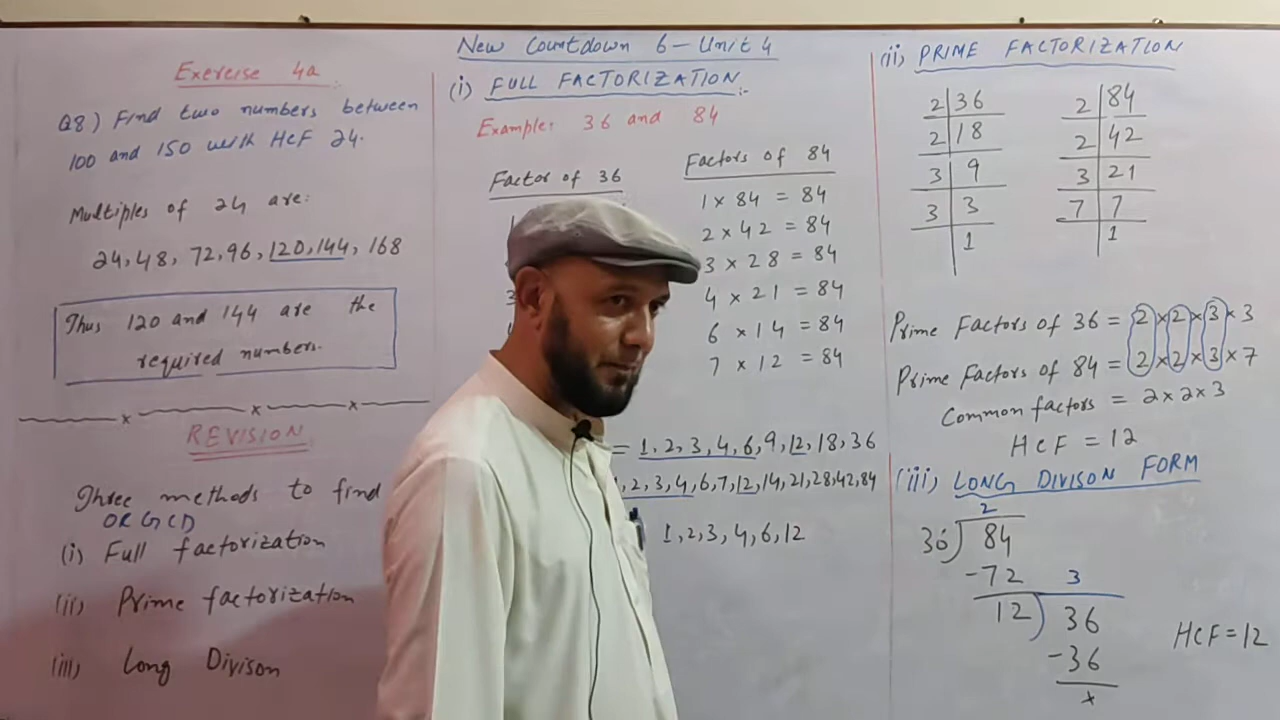 New Countdown 6 - Unit 4
Exercise 4a :-
Q8) Find two numbers between
100 and 150 with HCF 24.
Multiples of 24 are:
24, 48, 72, 96, 120, 144, 168
Thus 120 and 144 are the
required numbers.
REVISION
Three methods to find
OR GCD
(i) Full factorization
(ii) Prime factorization
(iii) Long Divison
(i) FULL FACTORIZATION :-
Example: 36 and 84
Factor of 36
Factors of 84
1 × 84 = 84
2 × 42 = 84
3 × 28 = 84
4 × 21 = 84
6 × 14 = 84
7 × 12 = 84
= 1, 2, 3, 4, 6, 9, 12, 18, 36
1, 2, 3, 4, 6, 7, 12, 14, 21, 28, 42, 84
1, 2, 3, 4, 6, 12
(ii) PRIME FACTORIZATION
2 | 36
2 | 18
3 | 9
3 | 3
1
2 | 84
2 | 42
3 | 21
7 | 7
1
Prime Factors of 36 = 2 × 2 × 3 × 3
Prime Factors of 84 = 2 × 2 × 3 × 7
Common factors = 2 × 2 × 3
HCF = 12
(iii) LONG DIVISON FORM
2
36 ) 84
-72 3
12 ) 36
-36
×
HCF = 12